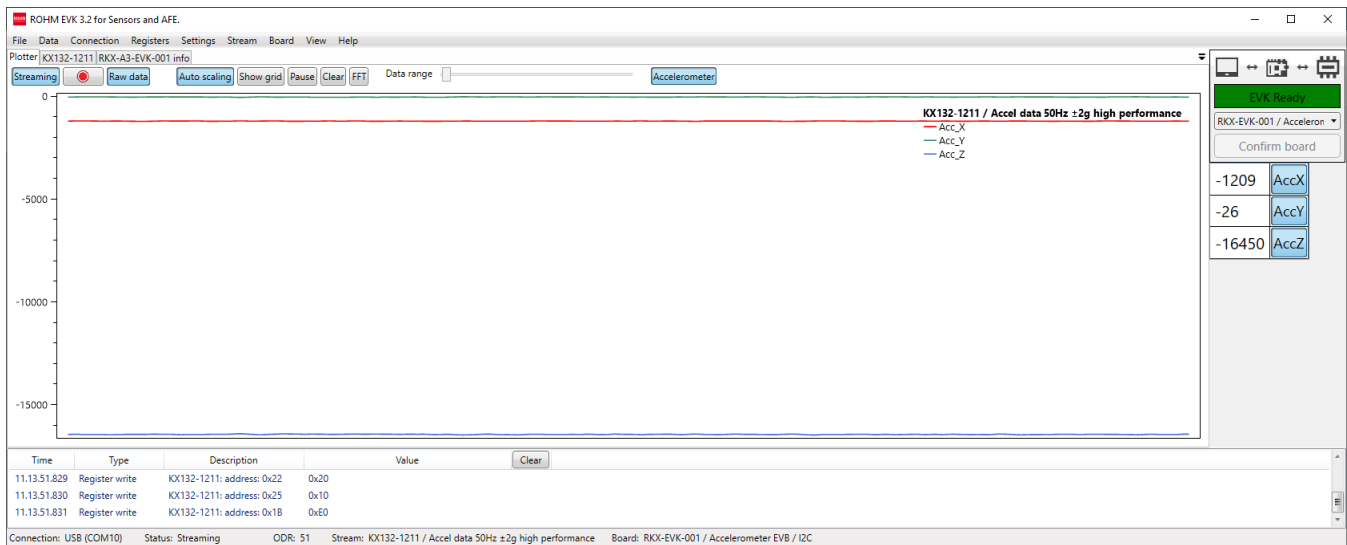 ROHM EVK 3.2 for Sensors and AFE.
File Data Connection Registers Settings Stream Board View Help
Plotter KX132-1211 RKX-A3-EVK-001 info
Streaming Raw data Auto scaling Show grid Pause Clear FFT Data range Accelerometer
EVK Ready
RKX-EVK-001 / Acceleron
Confirm board
-1209 AccX
-26 AccY
-16450 AccZ
KX132-1211 / Accel data 50Hz ±2g high performance
Acc_X
Acc_Y
Acc_Z
0
-5000
-10000
-15000
Time Type Description Value Clear
11.13.51.829 Register write KX132-1211: address: 0x22 0x20
11.13.51.830 Register write KX132-1211: address: 0x25 0x10
11.13.51.831 Register write KX132-1211: address: 0x1B 0xE0
Connection: USB (COM10) Status: Streaming ODR: 51 Stream: KX132-1211 / Accel data 50Hz ±2g high performance Board: RKX-EVK-001 / Accelerometer EVB / I2C